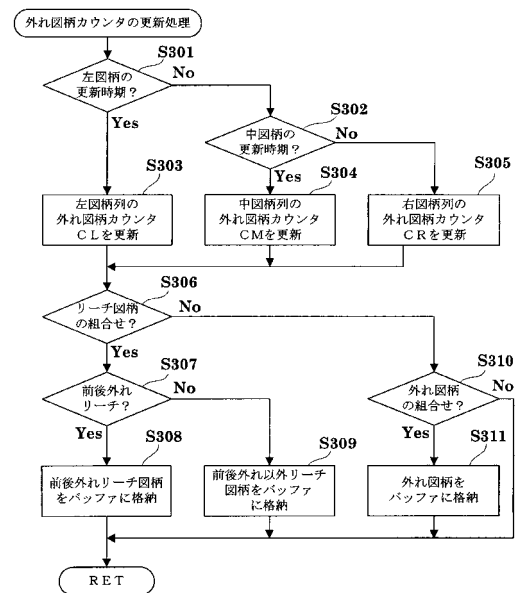 外れ図柄カウンタの更新処理
S301
左図柄の
更新時期？
No
Yes
S302
中図柄の
更新時期？
No
Yes
S303
左図柄列の
外れ図柄カウンタ
ＣＬを更新
S304
中図柄列の
外れ図柄カウンタ
ＣＭを更新
S305
右図柄列の
外れ図柄カウンタ
ＣＲを更新
S306
リーチ図柄
の組合せ？
No
Yes
S307
前後外れ
リーチ？
No
Yes
S310
外れ図柄
の組合せ？
No
Yes
S308
前後外れリーチ図柄
をバッファに格納
S309
前後外れ以外リーチ
図柄をバッファ
に格納
S311
外れ図柄を
バッファに格納
ＲＥＴ